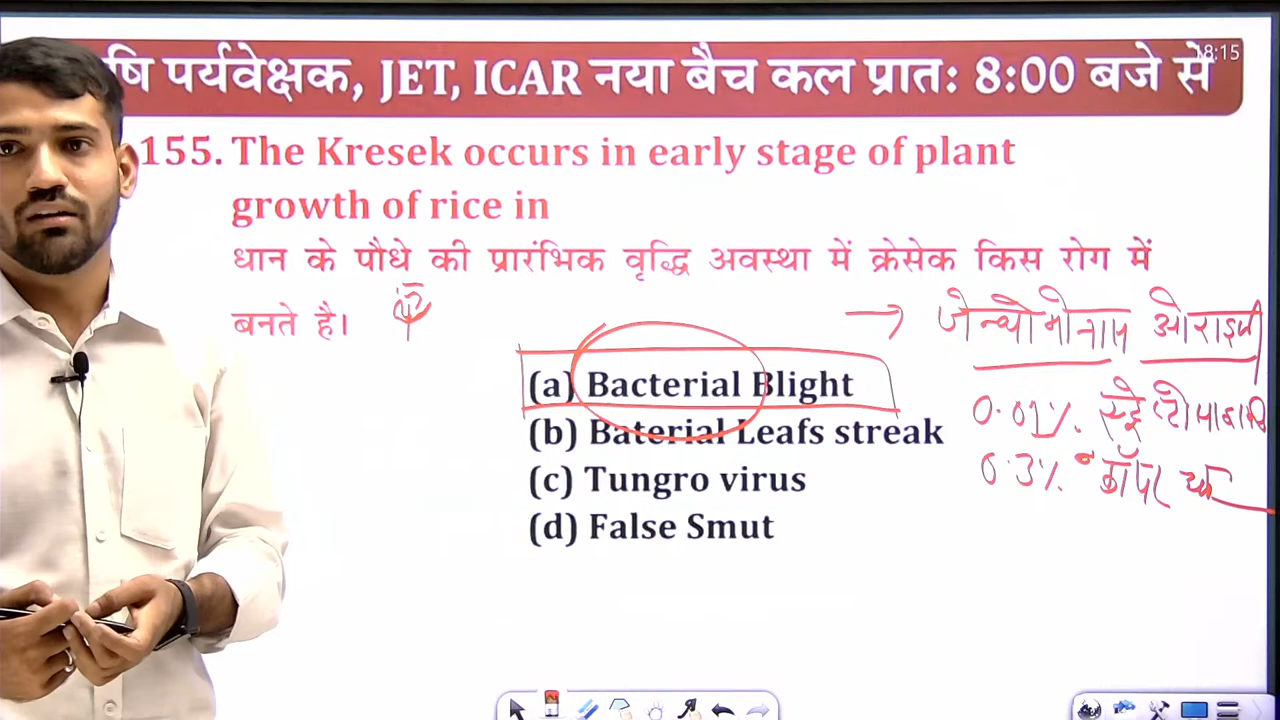 षि पर्यवेक्षक, JET, ICAR नया बैच कल प्रात: 8:00 बजे से
18:15
155. The Kresek occurs in early stage of plant
growth of rice in
धान के पौधे की प्रारंभिक वृद्धि अवस्था में क्रेसेक किस रोग में
बनते है।
→ जेन्थोमोनास ओराइजी
(a) Bacterial Blight
0.01%
(b) Baterial Leafs streak
0.3% कॉपर
(c) Tungro virus
(d) False Smut